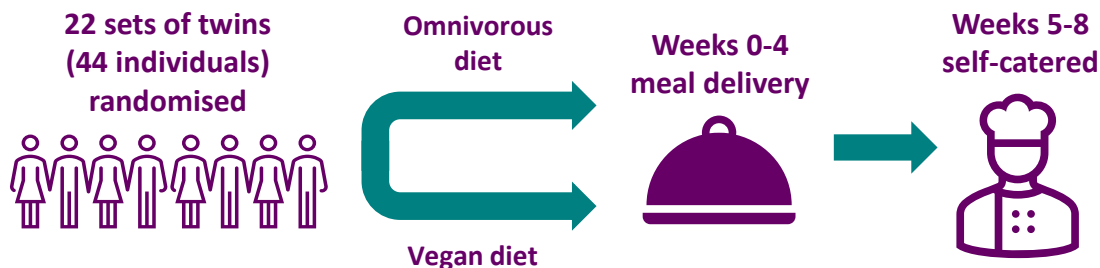 22 sets of twins
(44 individuals)
randomised
Omnivorous
diet
Vegan diet
Weeks 0-4
meal delivery
Weeks 5-8
self-catered